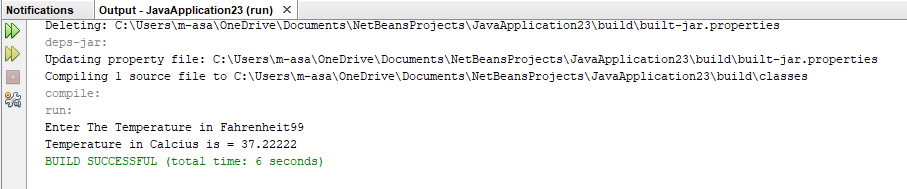 Notifications Output - JavaApplication23 (run) ×
Deleting: C:\Users\m-asa\OneDrive\Documents\NetBeansProjects\JavaApplication23\build\built-jar.properties
deps-jar:
Updating property file: C:\Users\m-asa\OneDrive\Documents\NetBeansProjects\JavaApplication23\build\built-jar.properties
Compiling 1 source file to C:\Users\m-asa\OneDrive\Documents\NetBeansProjects\JavaApplication23\build\classes
compile:
run:
Enter The Temperature in Fahrenheit99
Temperature in Calcius is = 37.22222
BUILD SUCCESSFUL (total time: 6 seconds)